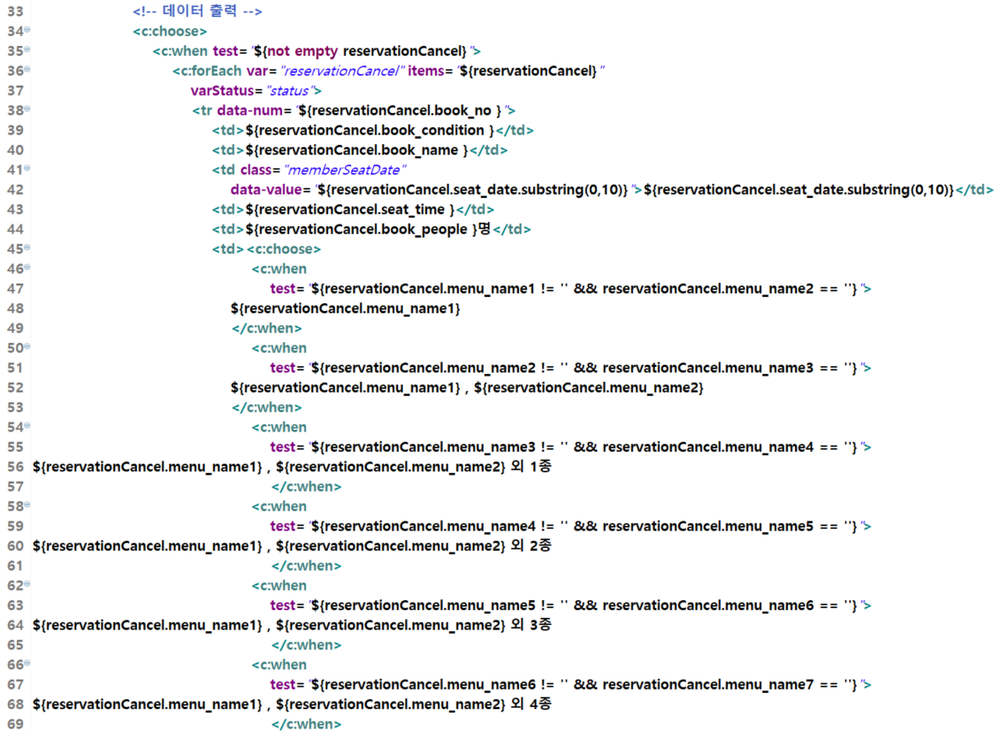 33 <!-- 데이터 출력 -->
34 <c:choose>
35 <c:when test="${not empty reservationCancel}">
36 <c:forEach var="reservationCancel" items="${reservationCancel}"
37 varStatus="status">
38 <tr data-num="${reservationCancel.book_no }">
39 <td>${reservationCancel.book_condition }</td>
40 <td>${reservationCancel.book_name }</td>
41 <td class="memberSeatDate"
42 data-value="${reservationCancel.seat_date.substring(0,10)}">${reservationCancel.seat_date.substring(0,10)}</td>
43 <td>${reservationCancel.seat_time }</td>
44 <td>${reservationCancel.book_people }명</td>
45 <td><c:choose>
46 <c:when
47 test="${reservationCancel.menu_name1 != '' && reservationCancel.menu_name2 == ''}">
48 ${reservationCancel.menu_name1}
49 </c:when>
50 <c:when
51 test="${reservationCancel.menu_name2 != '' && reservationCancel.menu_name3 == ''}">
52 ${reservationCancel.menu_name1} , ${reservationCancel.menu_name2}
53 </c:when>
54 <c:when
55 test="${reservationCancel.menu_name3 != '' && reservationCancel.menu_name4 == ''}">
56 ${reservationCancel.menu_name1} , ${reservationCancel.menu_name2} 외 1종
57 </c:when>
58 <c:when
59 test="${reservationCancel.menu_name4 != '' && reservationCancel.menu_name5 == ''}">
60 ${reservationCancel.menu_name1} , ${reservationCancel.menu_name2} 외 2종
61 </c:when>
62 <c:when
63 test="${reservationCancel.menu_name5 != '' && reservationCancel.menu_name6 == ''}">
64 ${reservationCancel.menu_name1} , ${reservationCancel.menu_name2} 외 3종
65 </c:when>
66 <c:when
67 test="${reservationCancel.menu_name6 != '' && reservationCancel.menu_name7 == ''}">
68 ${reservationCancel.menu_name1} , ${reservationCancel.menu_name2} 외 4종
69 </c:when>